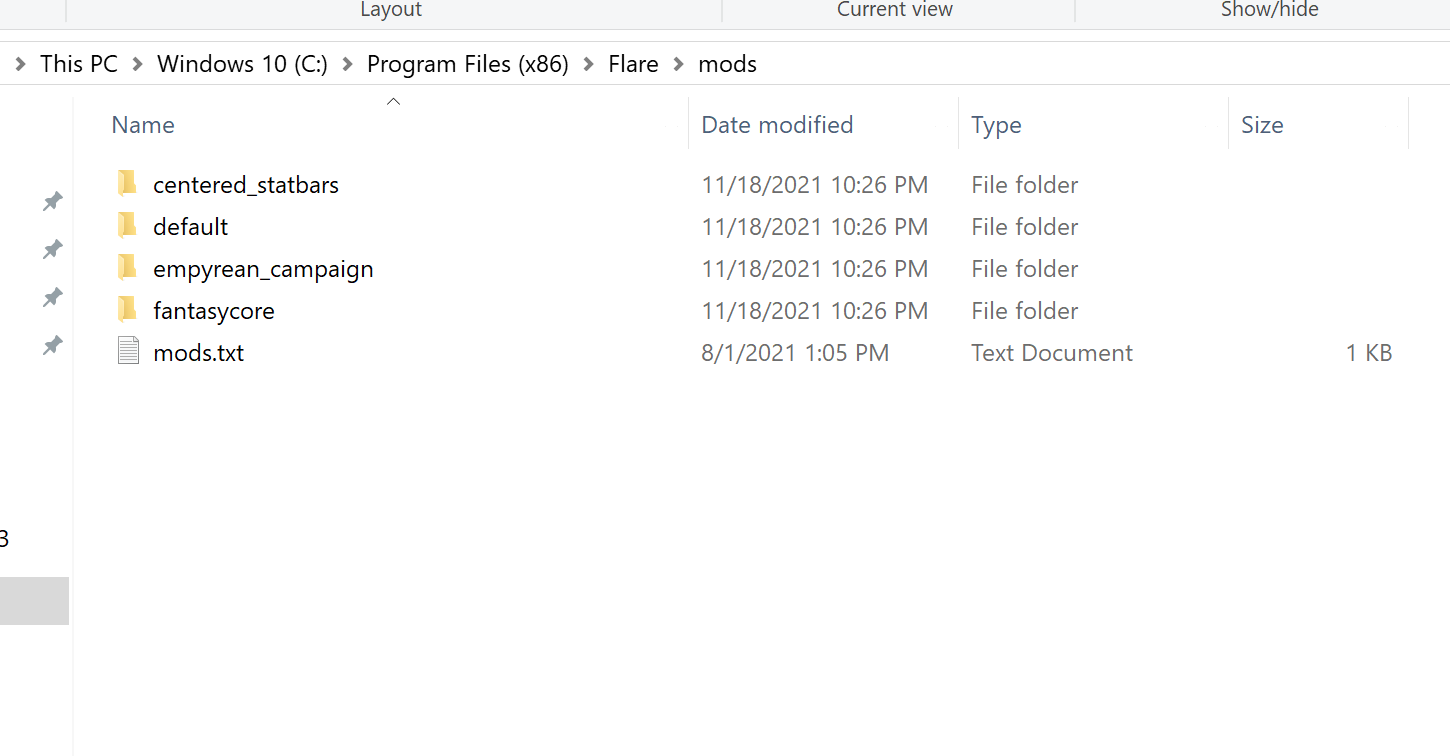 Layout Current view Show/hide
This PC Windows 10 (C:) Program Files (x86) Flare mods
Name Date modified Type Size
centered_statbars 11/18/2021 10:26 PM File folder
default 11/18/2021 10:26 PM File folder
empyrean_campaign 11/18/2021 10:26 PM File folder
fantasycore 11/18/2021 10:26 PM File folder
mods.txt 8/1/2021 1:05 PM Text Document 1 KB
3